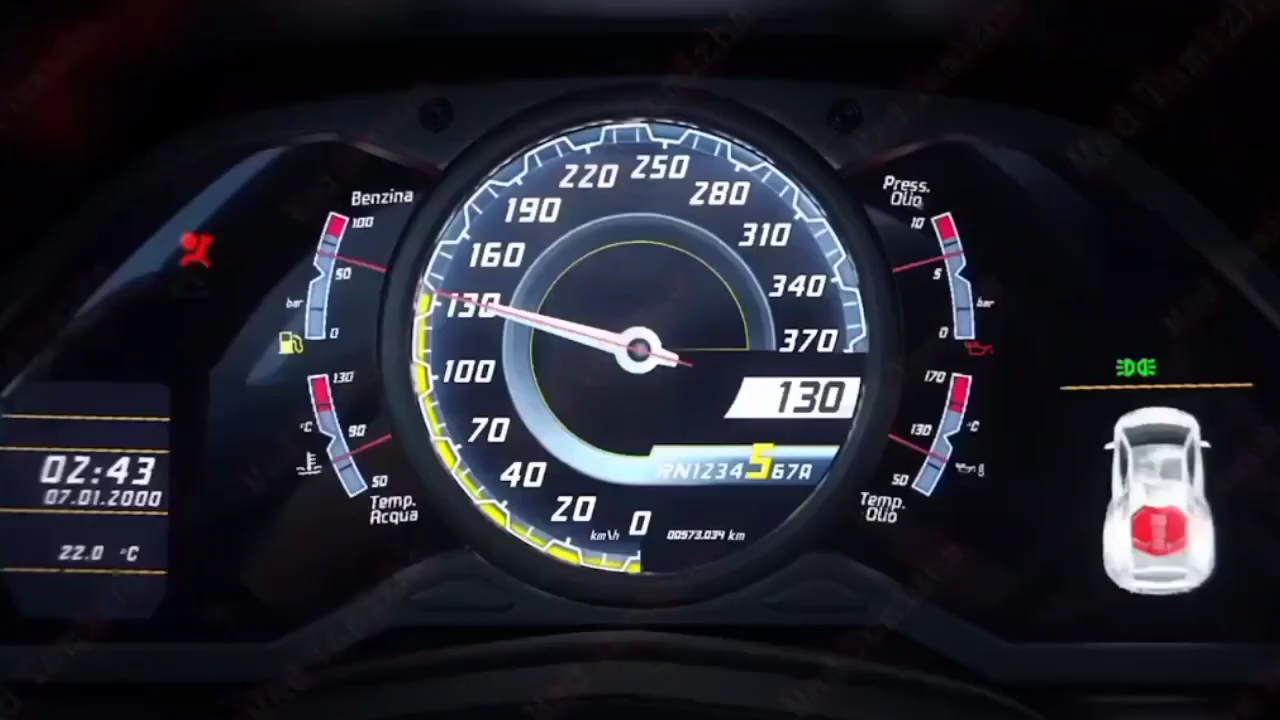 Benzina
100
50
bar
0
130
°C
90
50
Temp.
Acqua
02:43
07.01.2000
22.0 °C
220 250
280
190
310
160
340
130
370
100
130
70
RN1234567A
40
20
0
km\h
00573.034 km
Press.
Olio
10
5
bar
0
170
°C
130
50
Temp.
Olio